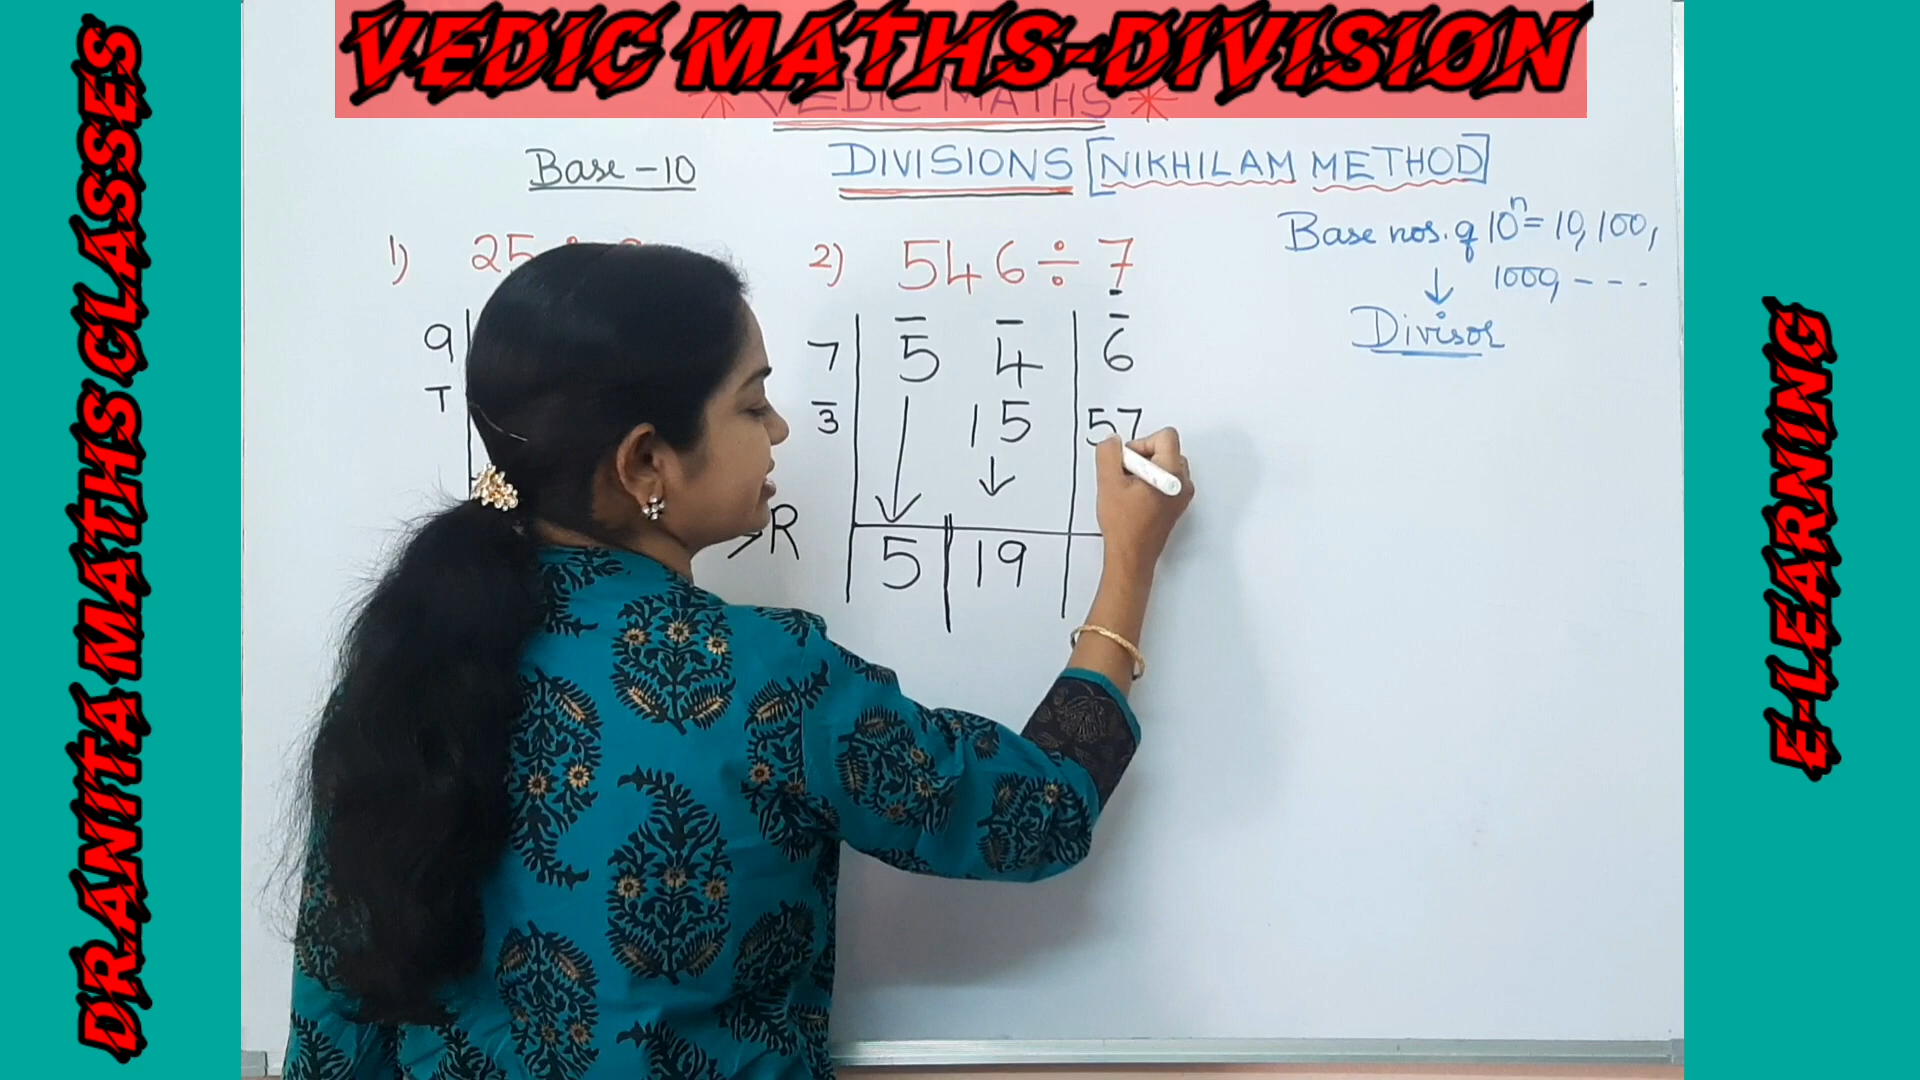 VEDIC MATHS-DIVISION
DR ANITA MATHS CLASSES
E-LEARNING
VEDIC MATHS
Base - 10
DIVISIONS [NIKHILAM METHOD]
Base nos. of 10ⁿ = 10, 100,
1000, - - -
↓
Divisor
1) 25 ÷
9
1
2) 546 ÷ 7
7 5̅ 4̅ 6̅
3̅ 15 57
↓ ↓
R 5 19